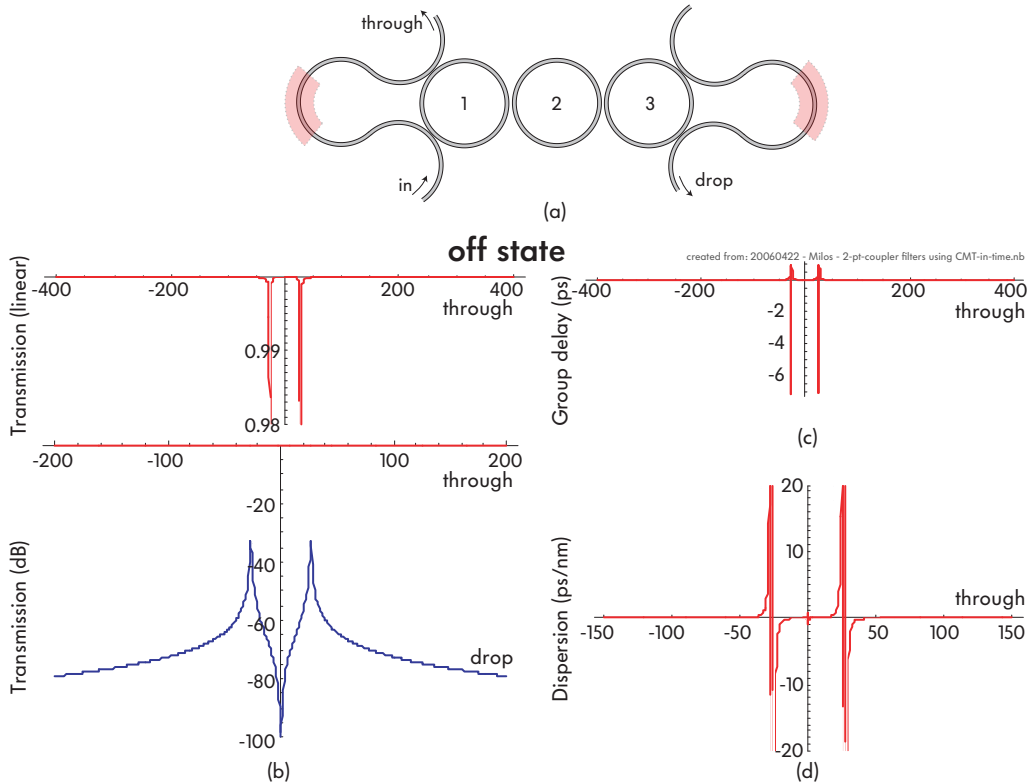 through
1 2 3
in
drop
(a)
off state
created from: 20060422 - Milos - 2-pt-coupler filters using CMT-in-time.nb
Transmission (linear)
-400 -200 200 400
through
0.99
0.98
-200 -100 100 200
through
Transmission (dB)
-20
-40
-60
drop
-80
-100
(b)
Group delay (ps)
-400 -200 200 400
through
-2
-4
-6
(c)
Dispersion (ps/nm)
20
10
through
-150 -100 -50 50 100 150
-10
-20
(d)